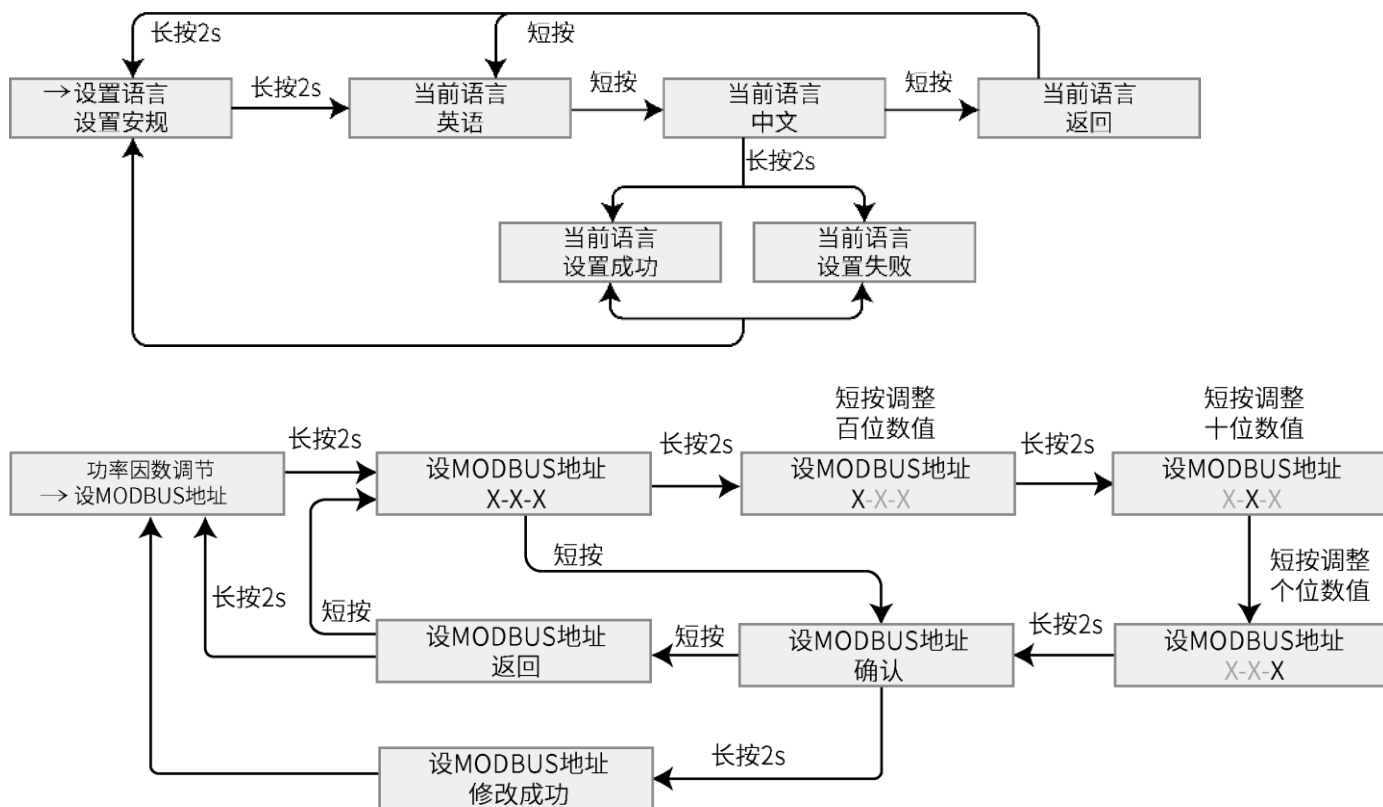 长按2s
短按
→设置语言
设置安规
长按2s
当前语言
英语
短按
当前语言
中文
短按
当前语言
返回
长按2s
当前语言
设置成功
当前语言
设置失败
短按调整
百位数值
短按调整
十位数值
功率因数调节
→ 设MODBUS地址
长按2s
设MODBUS地址
X-X-X
长按2s
设MODBUS地址
X-X-X
长按2s
设MODBUS地址
X-X-X
短按
短按调整
个位数值
长按2s
短按
设MODBUS地址
返回
短按
设MODBUS地址
确认
长按2s
设MODBUS地址
X-X-X
长按2s
设MODBUS地址
修改成功